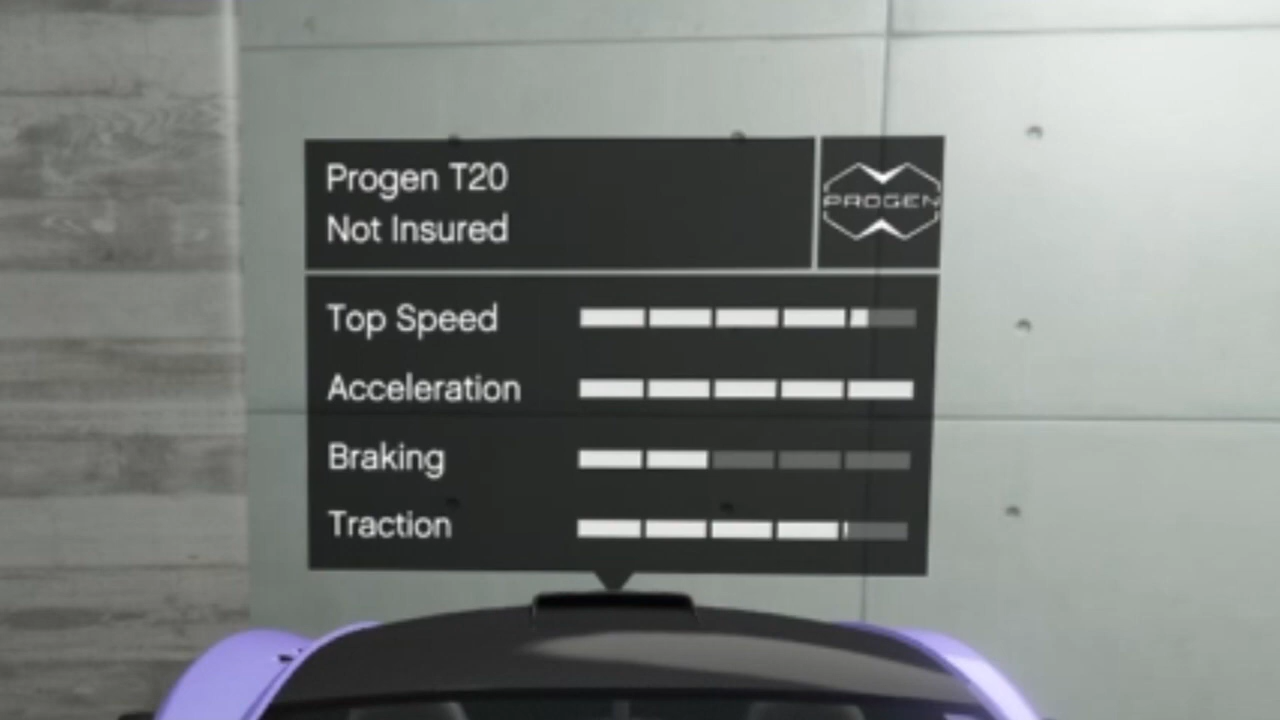 Progen T20
PROGEN
Not Insured
Top Speed
Acceleration
Braking
Traction